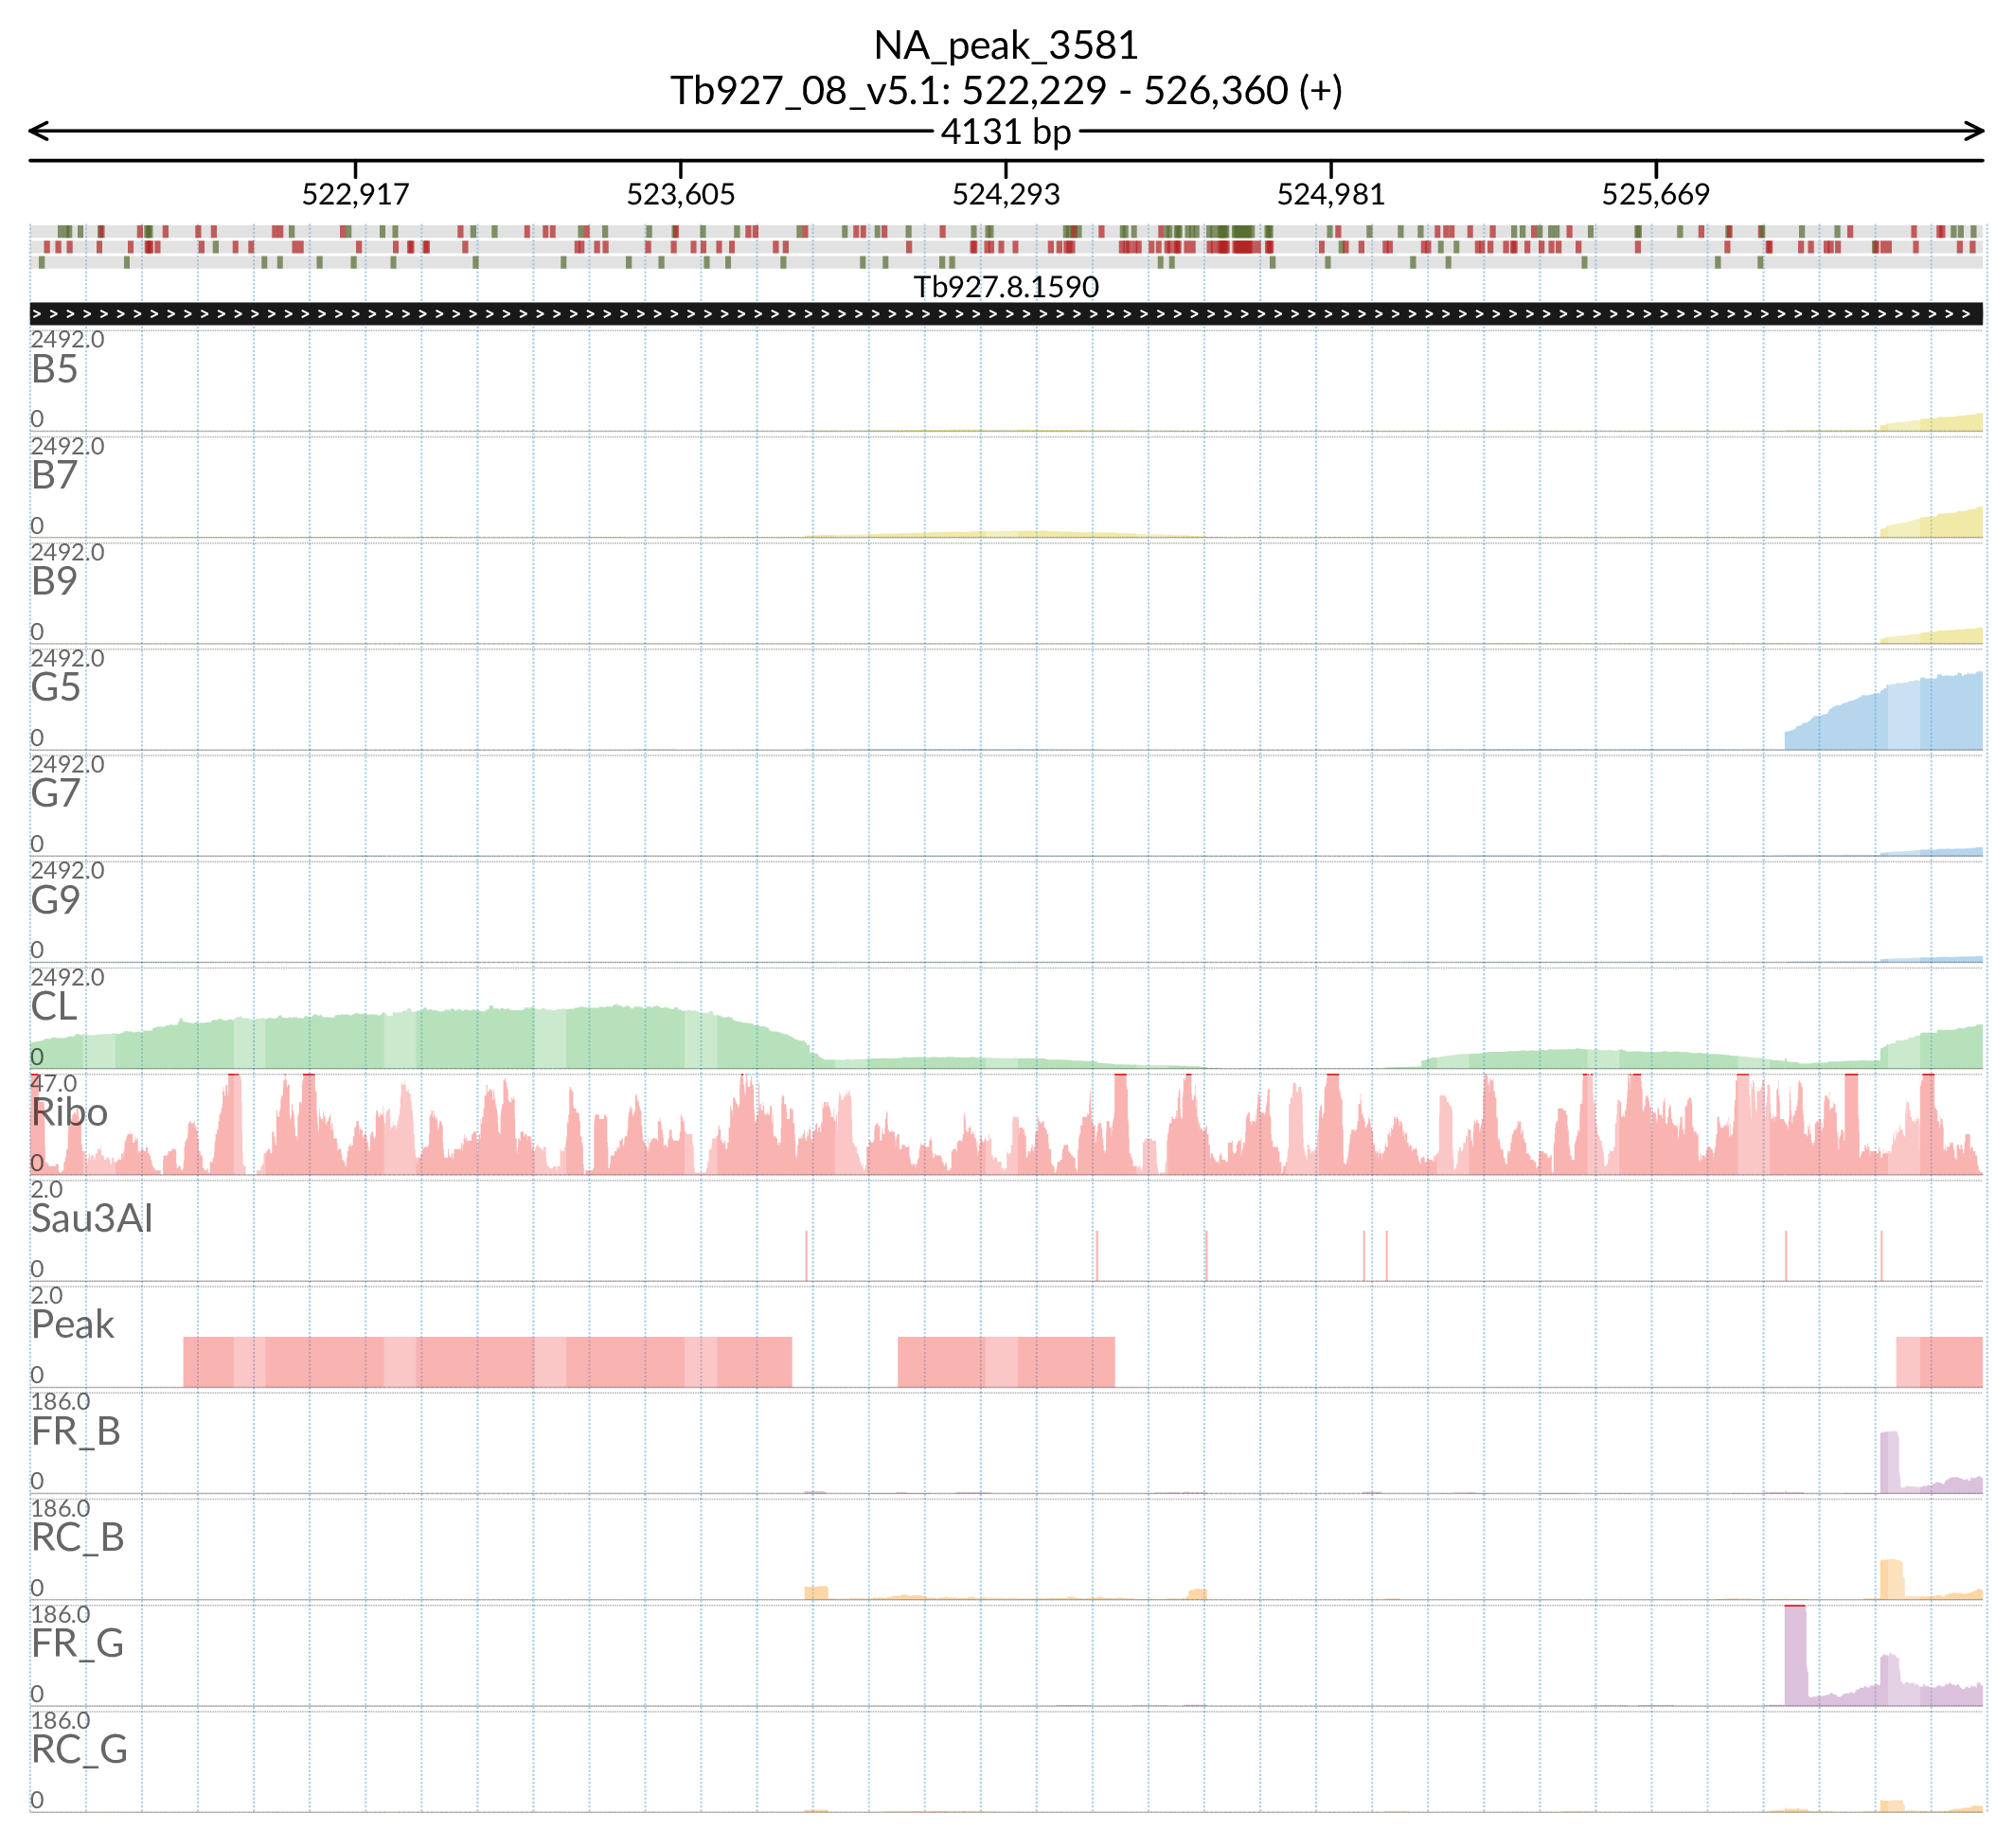 NA_peak_3581
Tb927_08_v5.1: 522,229 - 526,360 (+)
4131 bp
522,917 523,605 524,293 524,981 525,669
Tb927.8.1590
2492.0
B5
0
2492.0
B7
0
2492.0
B9
0
2492.0
G5
0
2492.0
G7
0
2492.0
G9
0
2492.0
CL
0
47.0
Ribo
0
2.0
Sau3AI
0
2.0
Peak
0
186.0
FR_B
0
186.0
RC_B
0
186.0
FR_G
0
186.0
RC_G
0